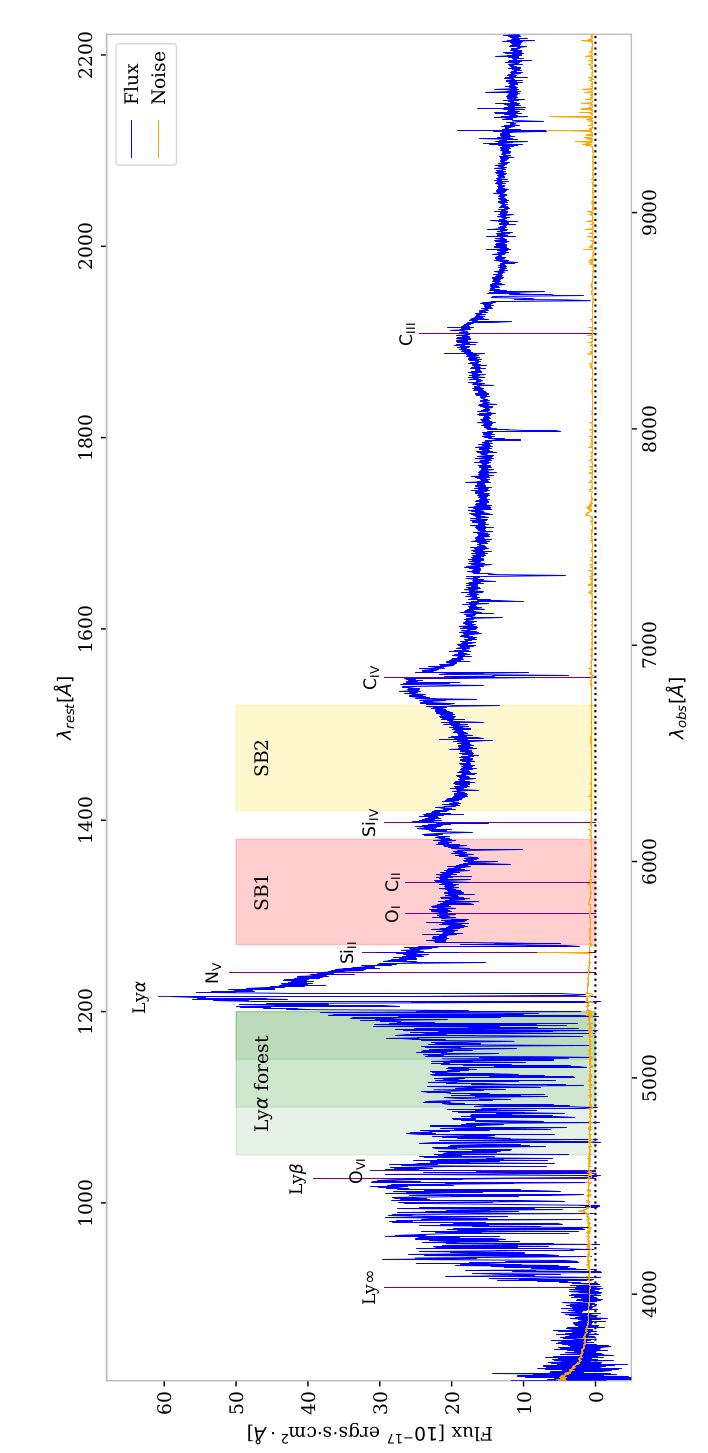 λrest[Å]
1000 1200 1400 1600 1800 2000 2200
Flux
Noise
Flux [10⁻¹⁷ ergs·s·cm²·Å]
60
50
40
30
20
10
0
Ly∞
Lyβ
OVI
Lyα forest
Lyα
NV
SiII
SB1
OI
CII
SiIV
SB2
CIV
CIII
4000 5000 6000 7000 8000 9000
λobs[Å]